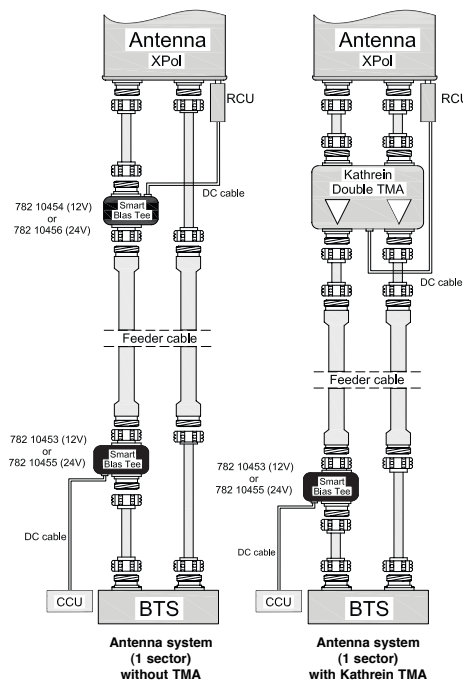 Antenna
XPol
RCU
DC cable
782 10454 (12V)
or
782 10456 (24V)
Smart
Bias Tee
Feeder cable
782 10453 (12V)
or
782 10455 (24V)
Smart
Bias Tee
DC cable
CCU
BTS
Antenna system
(1 sector)
without TMA
Antenna
XPol
RCU
Kathrein
Double TMA
DC cable
Feeder cable
782 10453 (12V)
or
782 10455 (24V)
Smart
Bias Tee
DC cable
CCU
BTS
Antenna system
(1 sector)
with Kathrein TMA